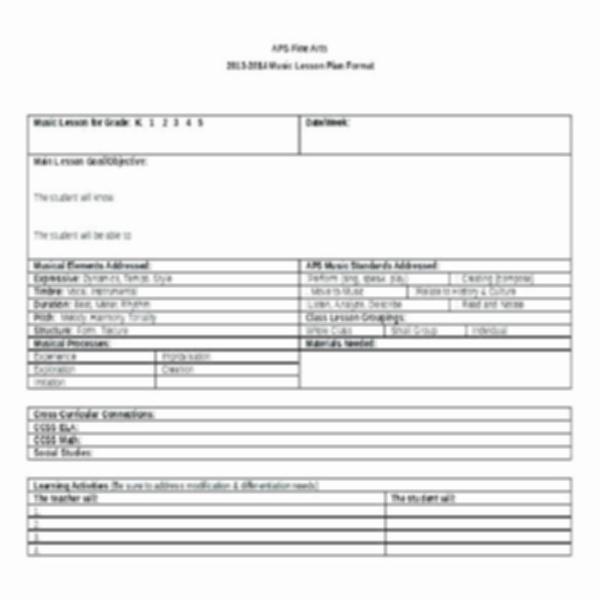 APS Fine Arts
2013-2014 Music Lesson Plan Format
Music Lesson for Grade: K 1 2 3 4 5
Date/Week:
Main Lesson Goal/Objective:
The student will know
The student will be able to
Musical Elements Addressed:
APS Music Standards Addressed:
Expressive: Dynamics, Tempo, Style
Perform (sing, speak, play)
Creating (compose)
Timbre: Vocal, Instrumental
Move to Music
Relate to History & Culture
Duration: Beat, Meter, Rhythm
Listen, Analyze, Describe
Read and Notate
Pitch: Melody, Harmony, Tonality
Class Lesson Groupings:
Structure: Form, Texture
Whole Class
Small Group
Individual
Musical Processes:
Materials Needed:
Experience
Improvisation
Exploration
Creation
Imitation
Cross-Curricular Connections:
CCSS ELA:
CCSS Math:
Social Studies:
Learning Activities (Be sure to address modification & differentiation needs)
The teacher will:
The student will:
1.
2.
3.
4.